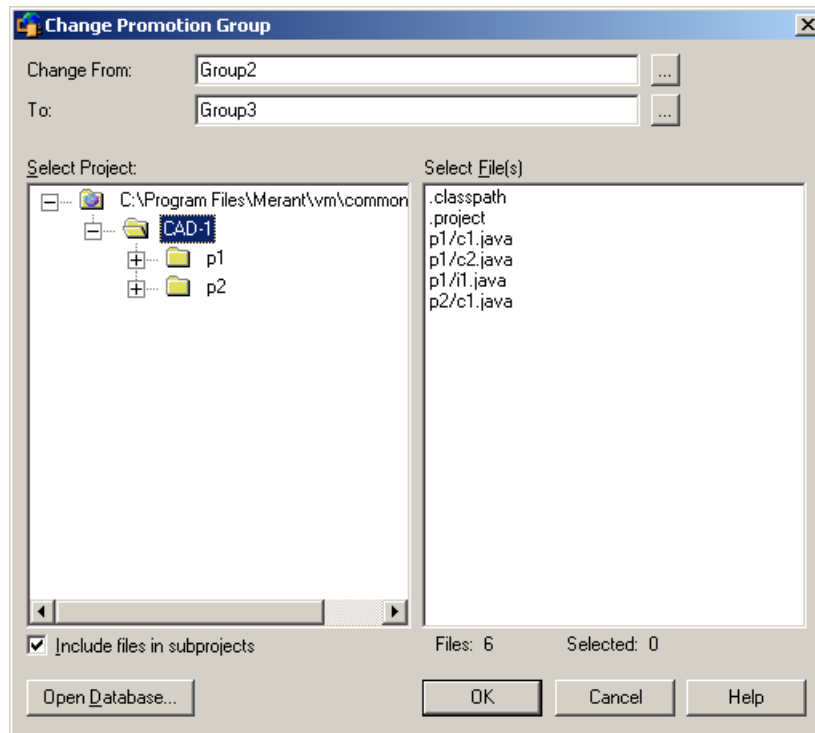 Change Promotion Group
Change From: Group2 ...
To: Group3 ...
Select Project: Select File(s)
C:\Program Files\Merant\vm\common
CAD-1
p1
p2
.classpath
.project
p1/c1.java
p1/c2.java
p1/i1.java
p2/c1.java
Include files in subprojects Files: 6 Selected: 0
Open Database... OK Cancel Help